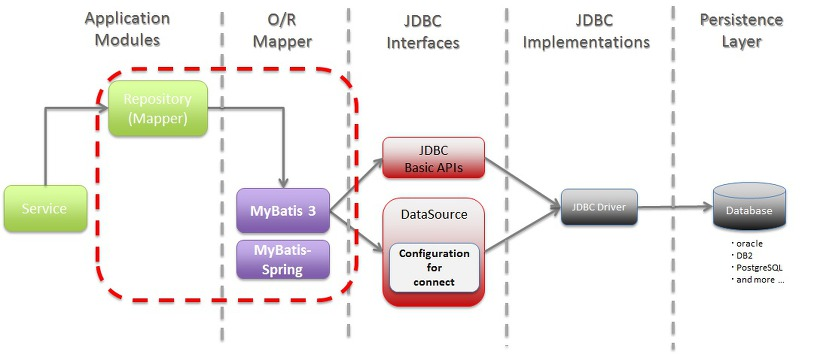 Application
Modules
O/R
Mapper
JDBC
Interfaces
JDBC
Implementations
Persistence
Layer
Repository
(Mapper)
Service
MyBatis 3
MyBatis-
Spring
JDBC
Basic APIs
DataSource
Configuration
for
connect
JDBC Driver
Database
・oracle
・DB2
・PostgreSQL
・and more ...